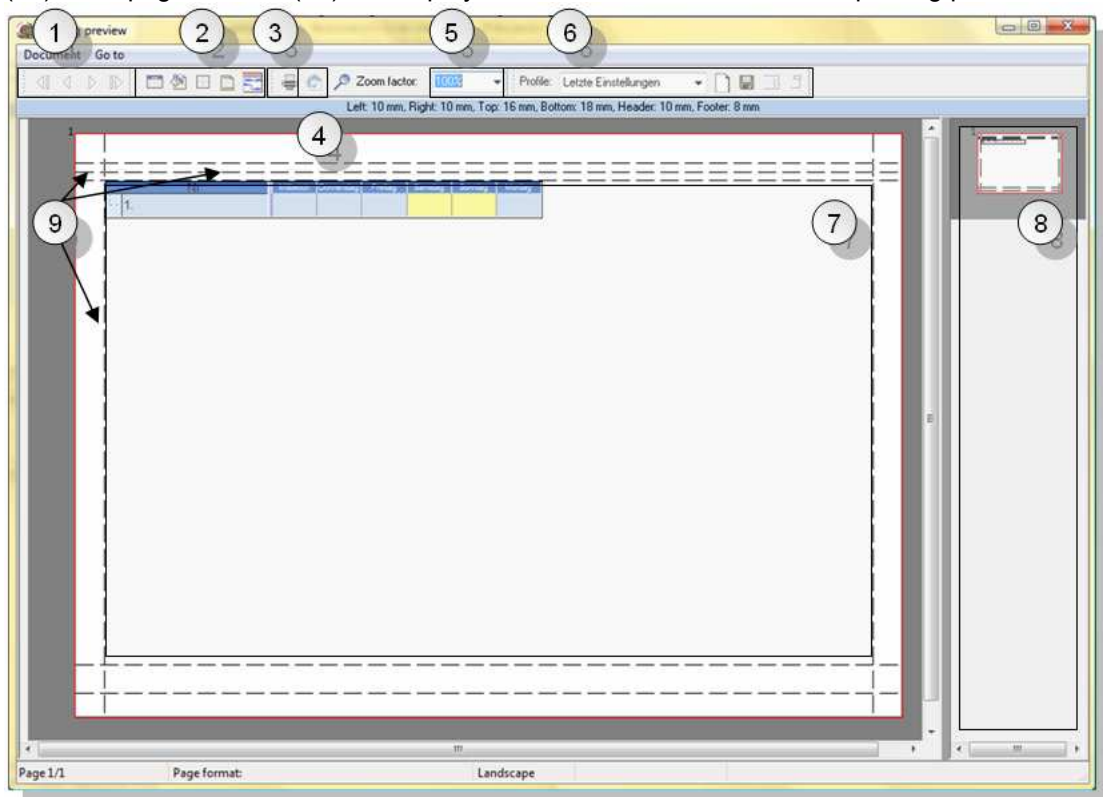 1 2 3 5 6
preview
Document Go to
Zoom factor: 100% Profile: Letzte Einstellungen
Left: 10 mm, Right: 10 mm, Top: 16 mm, Bottom: 18 mm, Header: 10 mm, Footer: 8 mm
1
4
1.
9 7 8
Page 1/1 Page format: Landscape